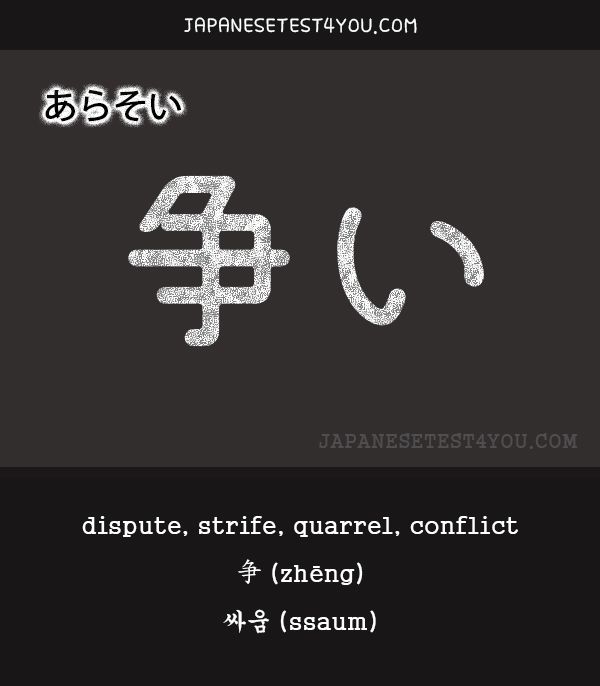 JAPANESETEST4YOU.COM
あらそい
争い
JAPANESETEST4YOU.COM
dispute, strife, quarrel, conflict
争 (zhēng)
싸움 (ssaum)